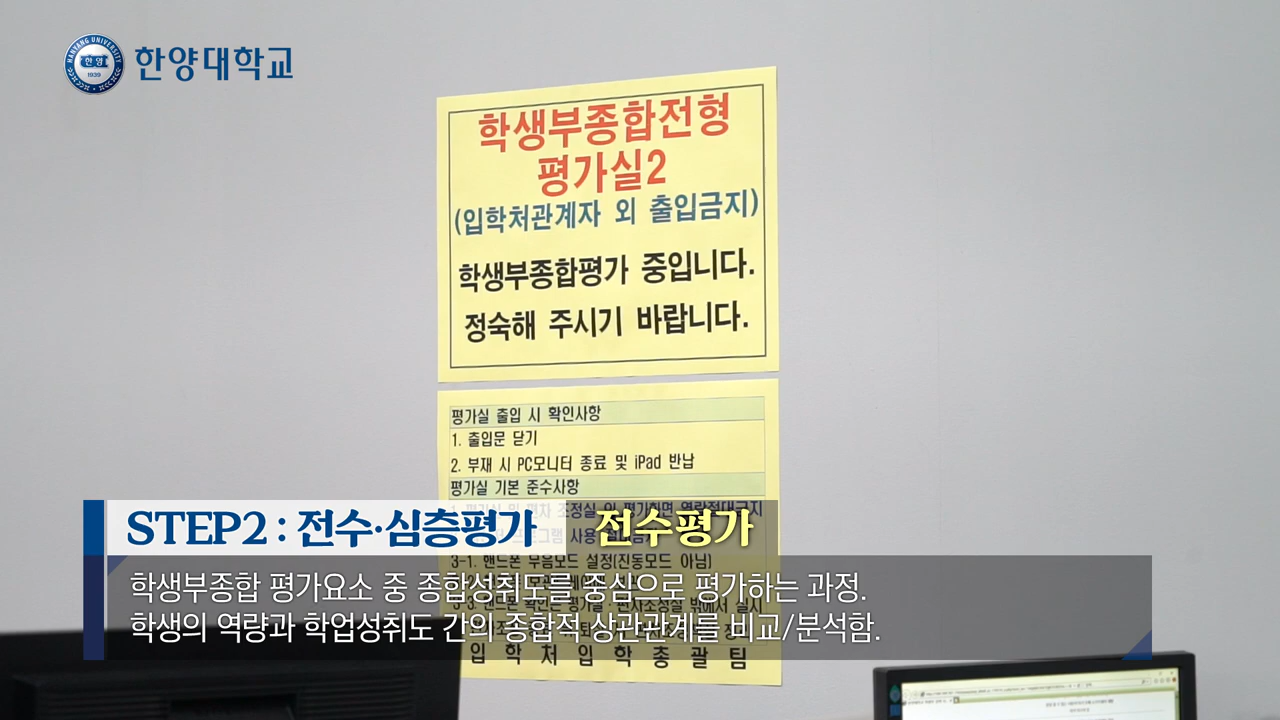 한양대학교
HANYANG UNIVERSITY
한양
1939
학생부종합전형
평가실2
(입학처관계자 외 출입금지)
학생부종합평가 중입니다.
정숙해 주시기 바랍니다.
평가실 출입 시 확인사항
1. 출입문 닫기
2. 부재 시 PC모니터 종료 및 iPad 반납
평가실 기본 준수사항
3-1. 핸드폰 무음모드 설정(진동모드 아님)
STEP2 : 전수·심층평가
전수평가
학생부종합 평가요소 중 종합성취도를 중심으로 평가하는 과정.
학생의 역량과 학업성취도 간의 종합적 상관관계를 비교/분석함.
입 학 처 입 학 총 괄 팀